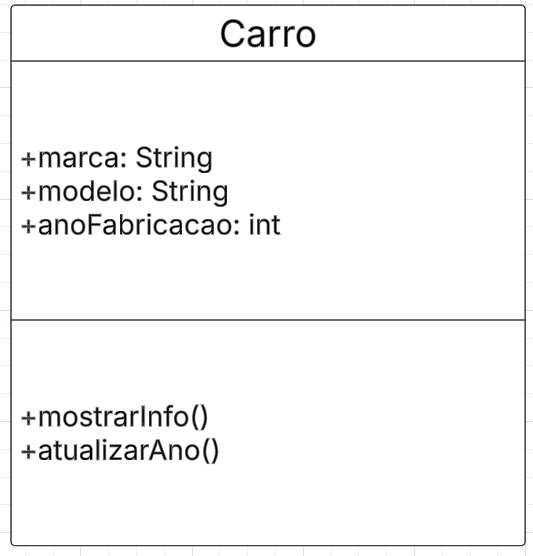 Carro
+marca: String
+modelo: String
+anoFabricacao: int
+mostrarInfo()
+atualizarAno()